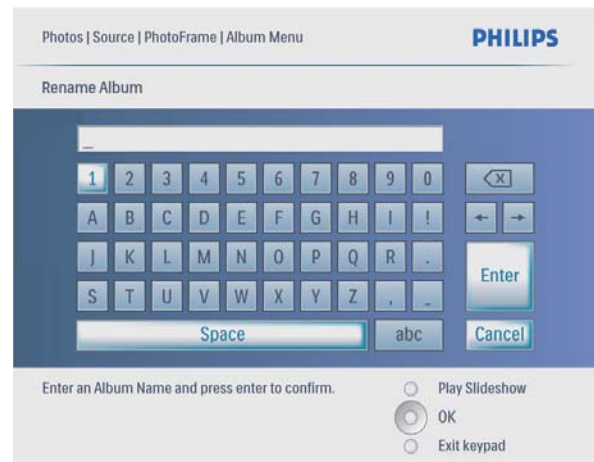 Photos | Source | PhotoFrame | Album Menu
PHILIPS
Rename Album
_
1 2 3 4 5 6 7 8 9 0
A B C D E F G H I !
← →
J K L M N O P Q R .
Enter
S T U V W X Y Z , _
Space abc Cancel
Enter an Album Name and press enter to confirm.
Play Slideshow
OK
Exit keypad